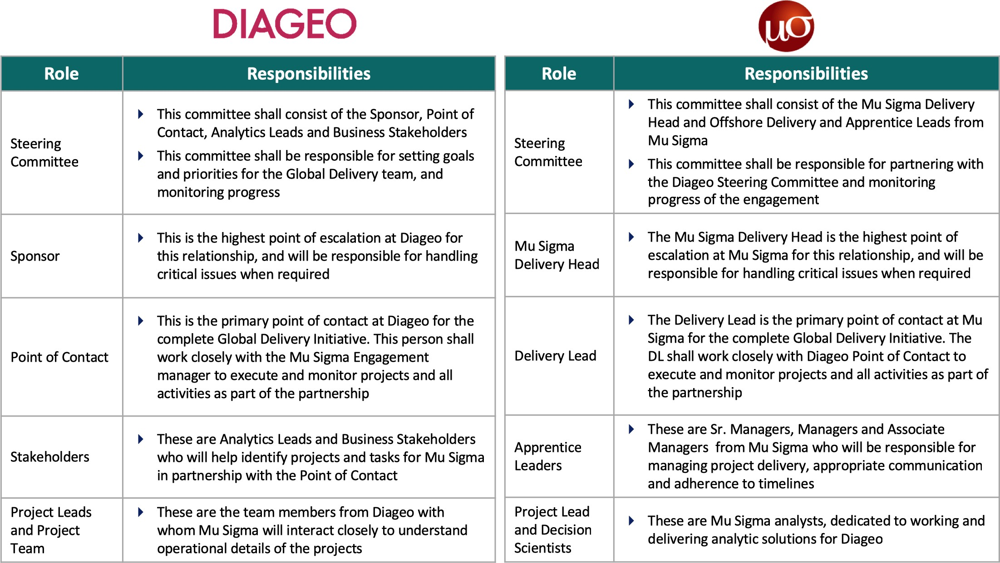 DIAGEO
μσ
Role
Responsibilities
Steering
Committee
This committee shall consist of the Sponsor, Point of
Contact, Analytics Leads and Business Stakeholders
This committee shall be responsible for setting goals
and priorities for the Global Delivery team, and
monitoring progress
Sponsor
This is the highest point of escalation at Diageo for
this relationship, and will be responsible for handling
critical issues when required
Point of Contact
This is the primary point of contact at Diageo for the
complete Global Delivery Initiative. This person shall
work closely with the Mu Sigma Engagement
manager to execute and monitor projects and all
activities as part of the partnership
Stakeholders
These are Analytics Leads and Business Stakeholders
who will help identify projects and tasks for Mu Sigma
in partnership with the Point of Contact
Project Leads
and Project
Team
These are the team members from Diageo with
whom Mu Sigma will interact closely to understand
operational details of the projects
Role
Responsibilities
Steering
Committee
This committee shall consist of the Mu Sigma Delivery
Head and Offshore Delivery and Apprentice Leads from
Mu Sigma
This committee shall be responsible for partnering with
the Diageo Steering Committee and monitoring
progress of the engagement
Mu Sigma
Delivery Head
The Mu Sigma Delivery Head is the highest point of
escalation at Mu Sigma for this relationship, and will be
responsible for handling critical issues when required
Delivery Lead
The Delivery Lead is the primary point of contact at Mu
Sigma for the complete Global Delivery Initiative. The
DL shall work closely with Diageo Point of Contact to
execute and monitor projects and all activities as part of
the partnership
Apprentice
Leaders
These are Sr. Managers, Managers and Associate
Managers  from Mu Sigma who will be responsible for
managing project delivery, appropriate communication
and adherence to timelines
Project Lead
and Decision
Scientists
These are Mu Sigma analysts, dedicated to working and
delivering analytic solutions for Diageo